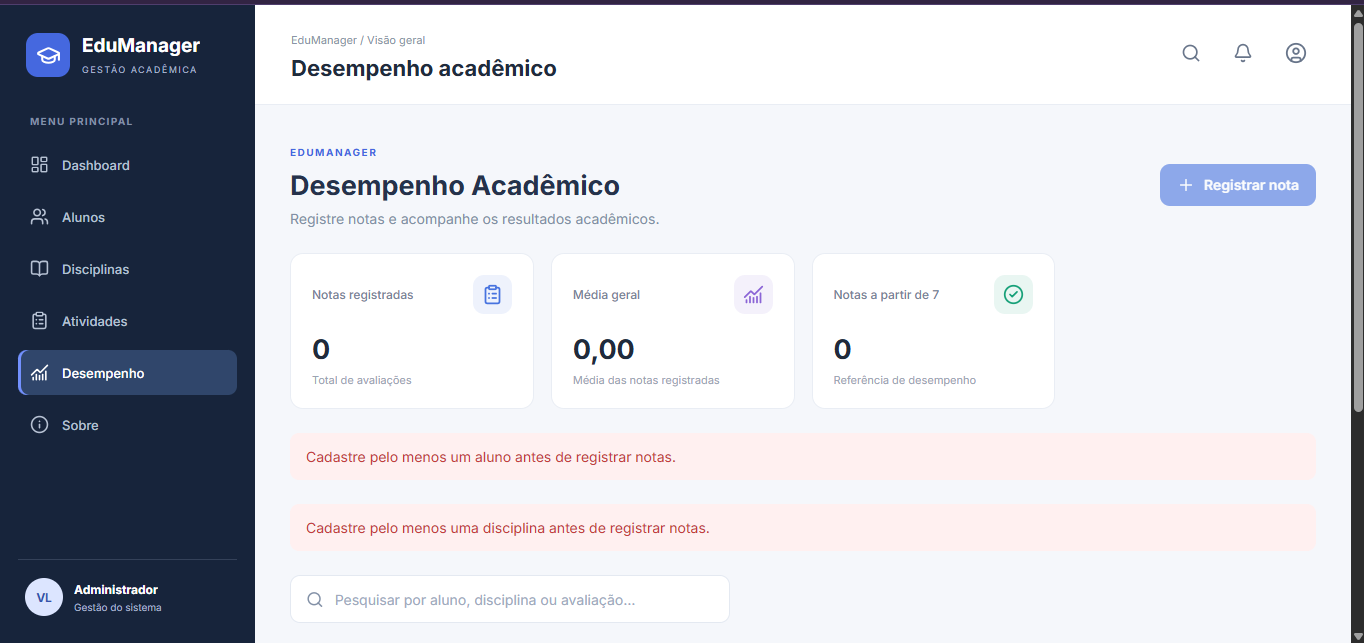 EduManager
GESTÃO ACADÊMICA
MENU PRINCIPAL
Dashboard
Alunos
Disciplinas
Atividades
Desempenho
Sobre
VL
Administrador
Gestão do sistema
EduManager / Visão geral
Desempenho acadêmico
EDUMANAGER
Desempenho Acadêmico
Registre notas e acompanhe os resultados acadêmicos.
+ Registrar nota
Notas registradas
0
Total de avaliações
Média geral
0,00
Média das notas registradas
Notas a partir de 7
0
Referência de desempenho
Cadastre pelo menos um aluno antes de registrar notas.
Cadastre pelo menos uma disciplina antes de registrar notas.
Pesquisar por aluno, disciplina ou avaliação...